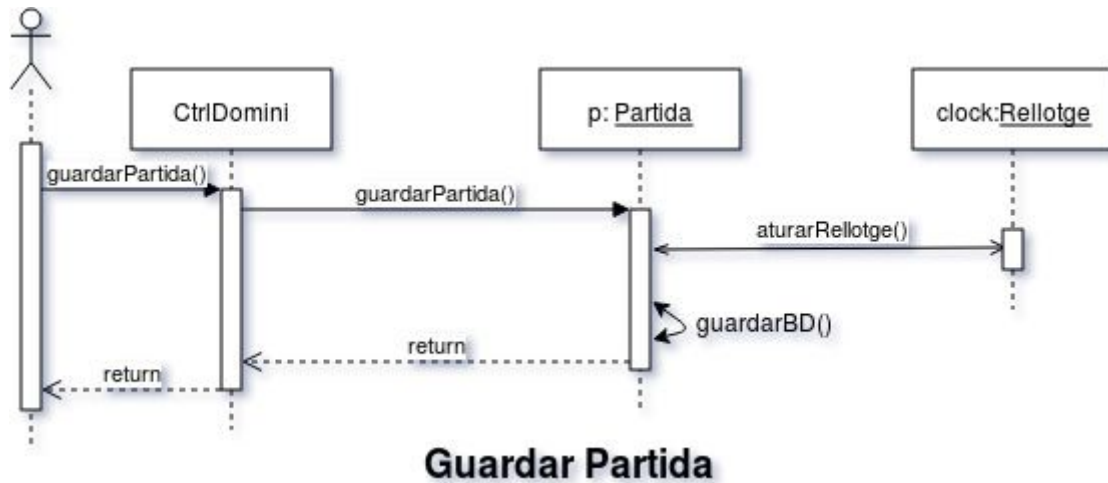 CtrlDomini
p: Partida
clock:Rellotge
guardarPartida()
guardarPartida()
aturarRellotge()
guardarBD()
return
return
Guardar Partida